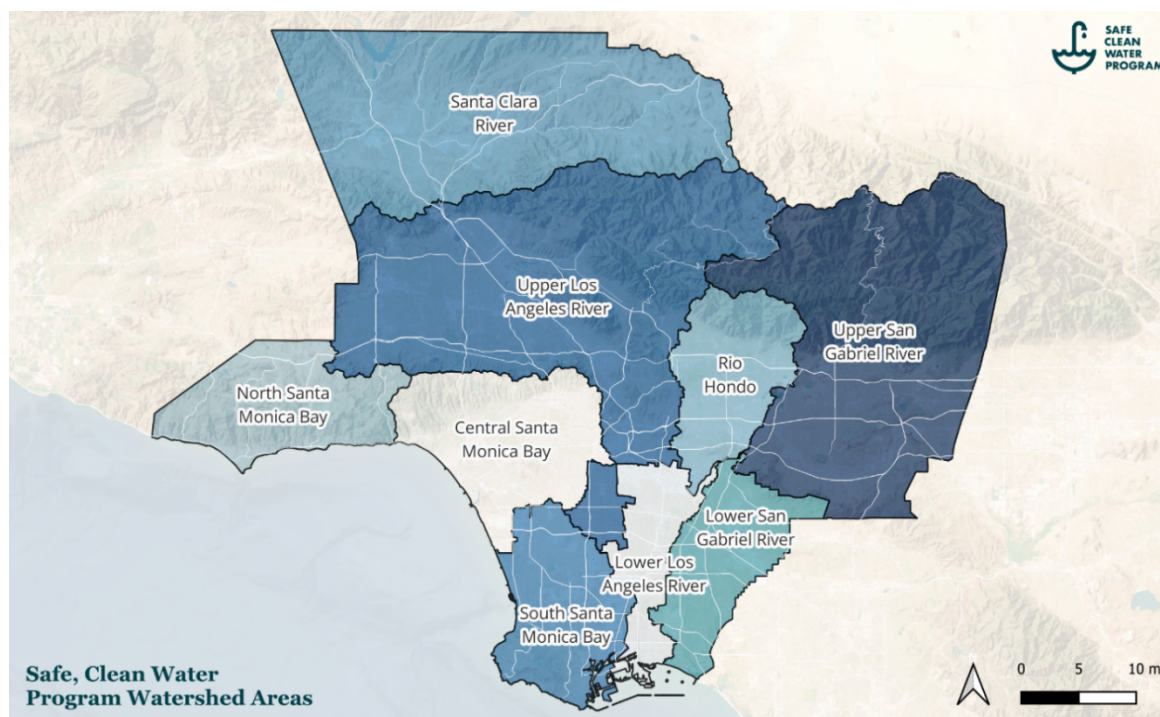 SAFE
CLEAN
WATER
PROGRAM
Santa Clara
River
Upper Los
Angeles River
Upper San
Gabriel River
Rio
Hondo
North Santa
Monica Bay
Central Santa
Monica Bay
Lower San
Gabriel River
Lower Los
Angeles River
South Santa
Monica Bay
Safe, Clean Water
Program Watershed Areas
0 5 10 m